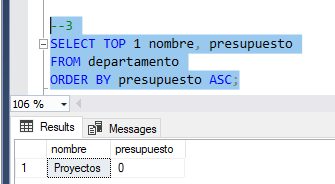 --3
SELECT TOP 1 nombre, presupuesto
FROM departamento
ORDER BY presupuesto ASC;
106 %
Results Messages
nombre presupuesto
1 Proyectos 0